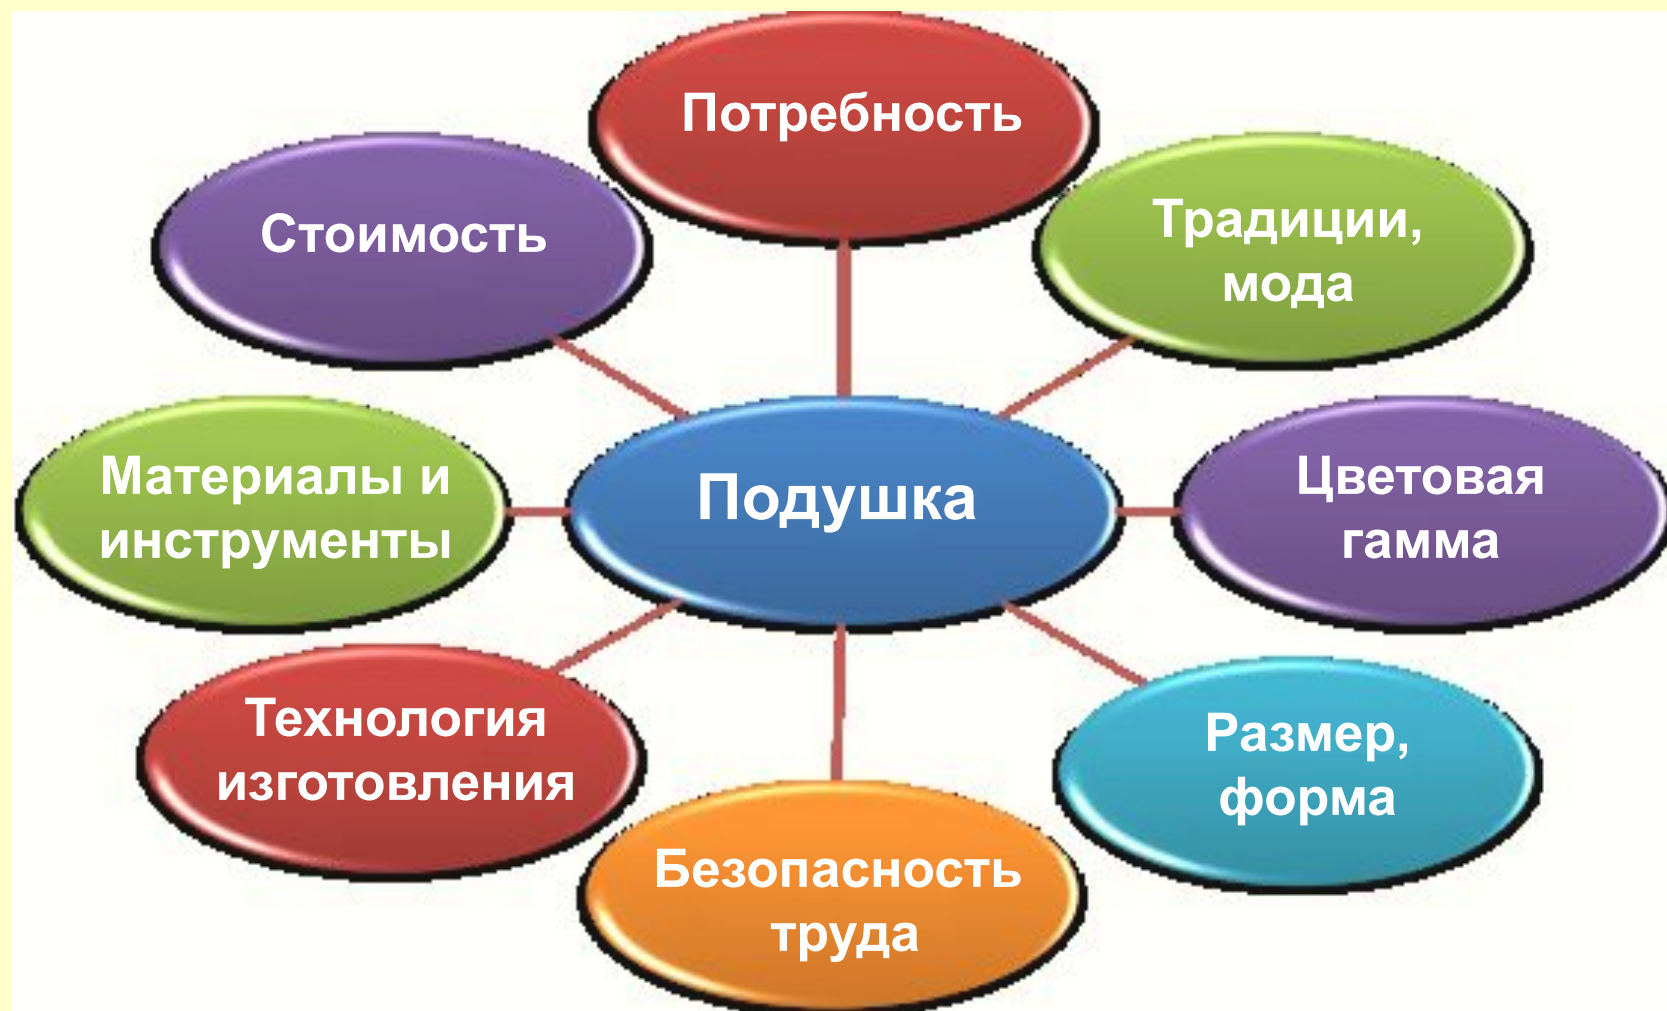 Потребность
Стоимость
Традиции,
мода
Материалы и
инструменты
Подушка
Цветовая
гамма
Технология
изготовления
Размер,
форма
Безопасность
труда